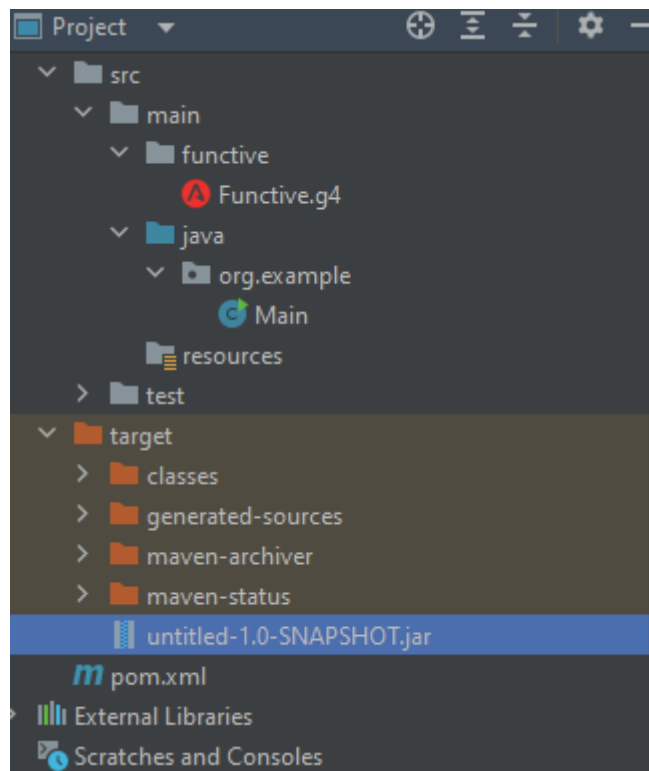 Project
src
main
functive
Functive.g4
java
org.example
Main
resources
test
target
classes
generated-sources
maven-archiver
maven-status
untitled-1.0-SNAPSHOT.jar
pom.xml
External Libraries
Scratches and Consoles